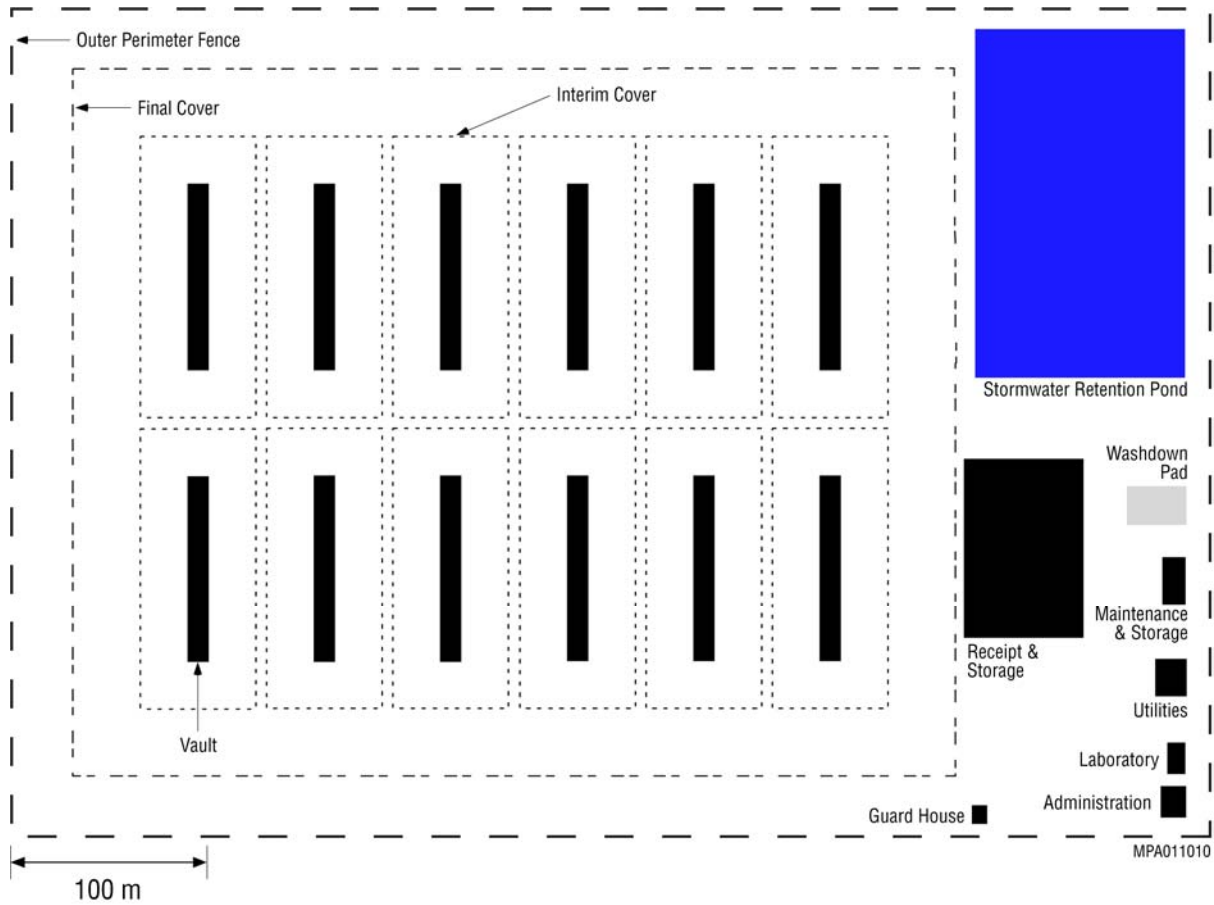 Outer Perimeter Fence
Final Cover
Interim Cover
Stormwater Retention Pond
Washdown
Pad
Maintenance
& Storage
Receipt &
Storage
Utilities
Vault
Laboratory
Administration
Guard House
MPA011010
100 m